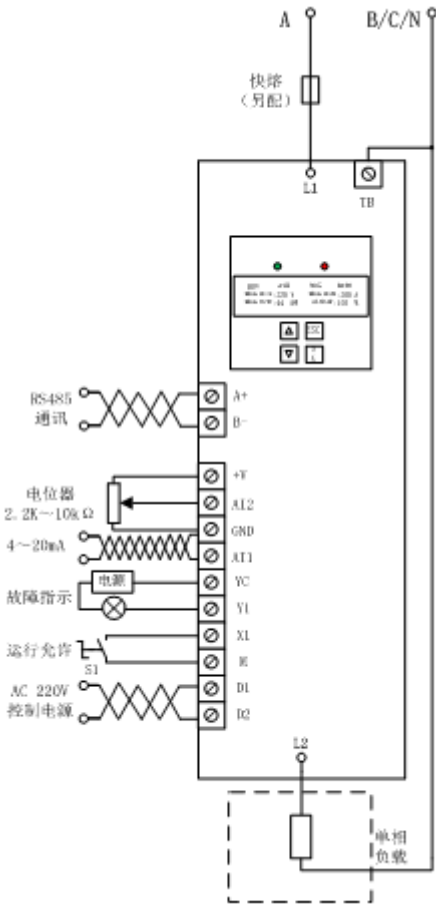 A
B/C/N
快熔
（另配）
L1
TB
ESC
RS485
通讯
A+
B-
电位器
2.2K～10kΩ
4～20mA
+V
AI2
GND
AI1
电源
故障指示
YC
Y1
运行允许
S1
X1
M
AC 220V
控制电源
D1
D2
L2
单相
负载